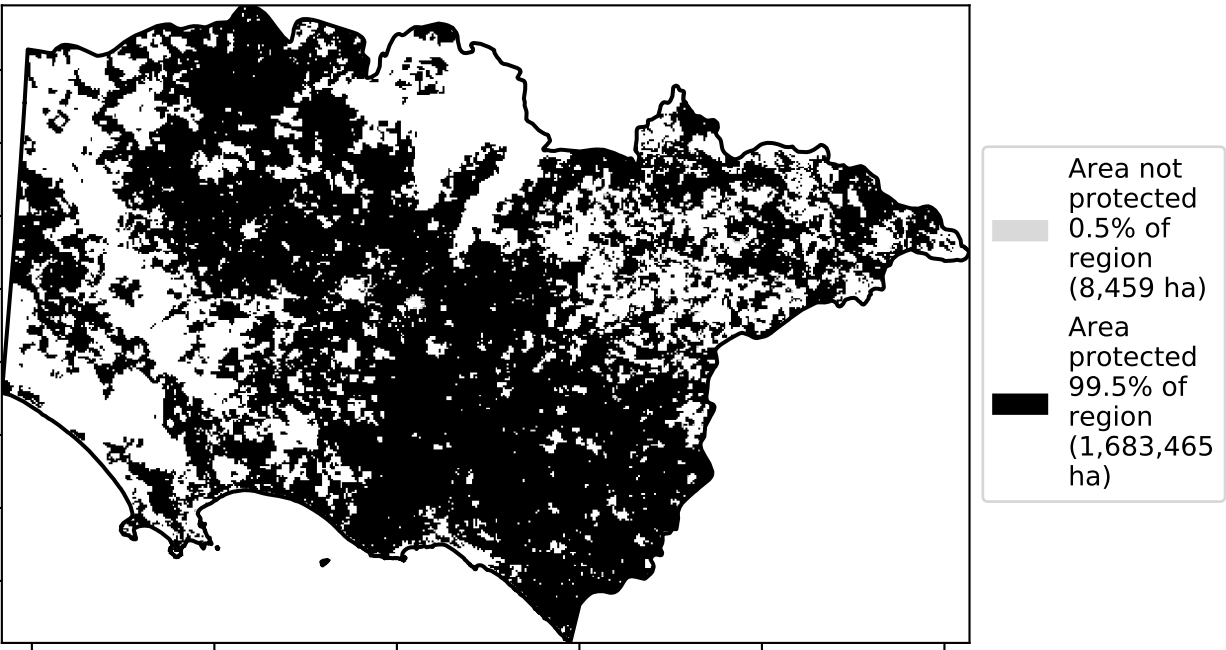 Area not
protected
0.5% of
region
(8,459 ha)
Area
protected
99.5% of
region
(1,683,465
ha)